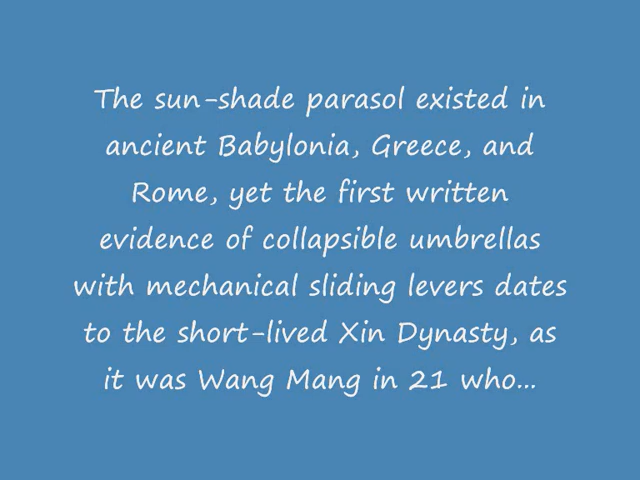 The sun-shade parasol existed in
ancient Babylonia, Greece, and
Rome, yet the first written
evidence of collapsible umbrellas
with mechanical sliding levers dates
to the short-lived Xin Dynasty, as
it was Wang Mang in 21 who...